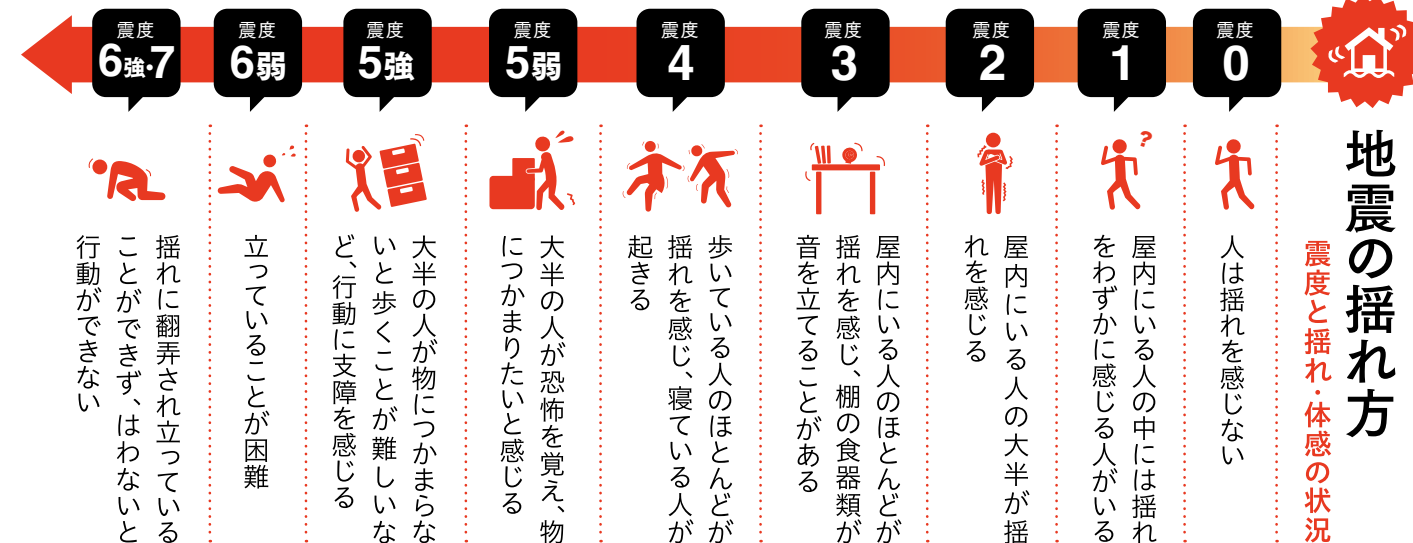 地震の揺れ方
震度と揺れ・体感の状況
震度
0
人は揺れを感じない
震度
1
屋内にいる人の中には揺れ
をわずかに感じる人がいる
震度
2
屋内にいる人の大半が揺
れを感じる
震度
3
屋内にいる人のほとんどが
揺れを感じ、棚の食器類が
音を立てることがある
震度
4
歩いている人のほとんどが
揺れを感じ、寝ている人が
起きる
震度
5弱
大半の人が恐怖を覚え、物
につかまりたいと感じる
震度
5強
大半の人が物につかまらな
いと歩くことが難しいな
ど、行動に支障を感じる
震度
6弱
立っていることが困難
震度
6強・7
揺れに翻弄され立っている
ことができず、はわないと
行動ができない